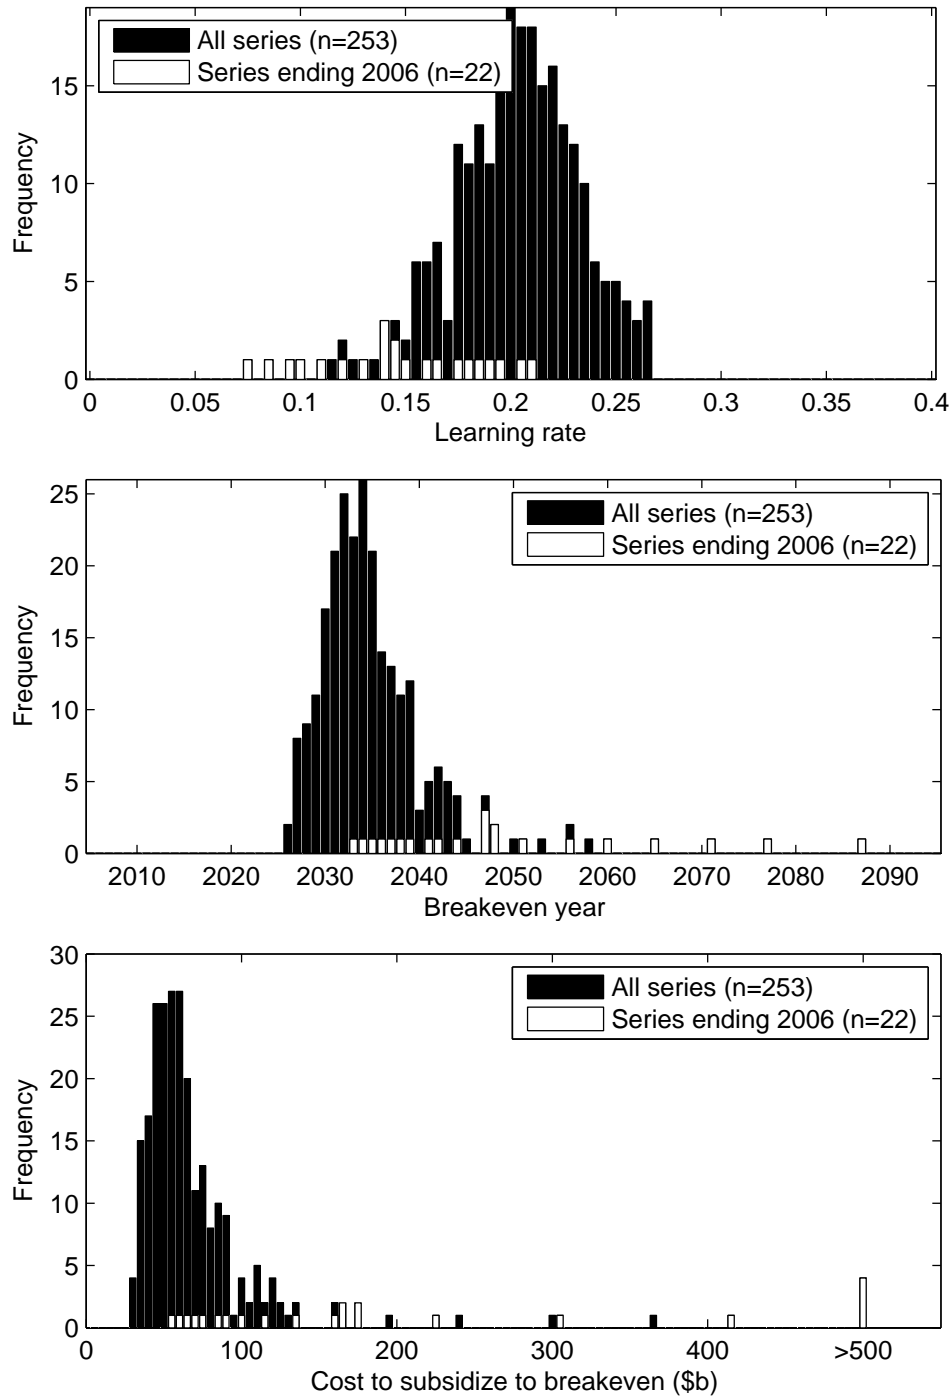 All series (n=253)
Series ending 2006 (n=22)
15
10
5
0
Frequency
0 0.05 0.1 0.15 0.2 0.25 0.3 0.35 0.4
Learning rate
All series (n=253)
Series ending 2006 (n=22)
25
20
15
10
5
0
Frequency
2010 2020 2030 2040 2050 2060 2070 2080 2090
Breakeven year
All series (n=253)
Series ending 2006 (n=22)
30
25
20
15
10
5
0
Frequency
0 100 200 300 400 >500
Cost to subsidize to breakeven ($b)